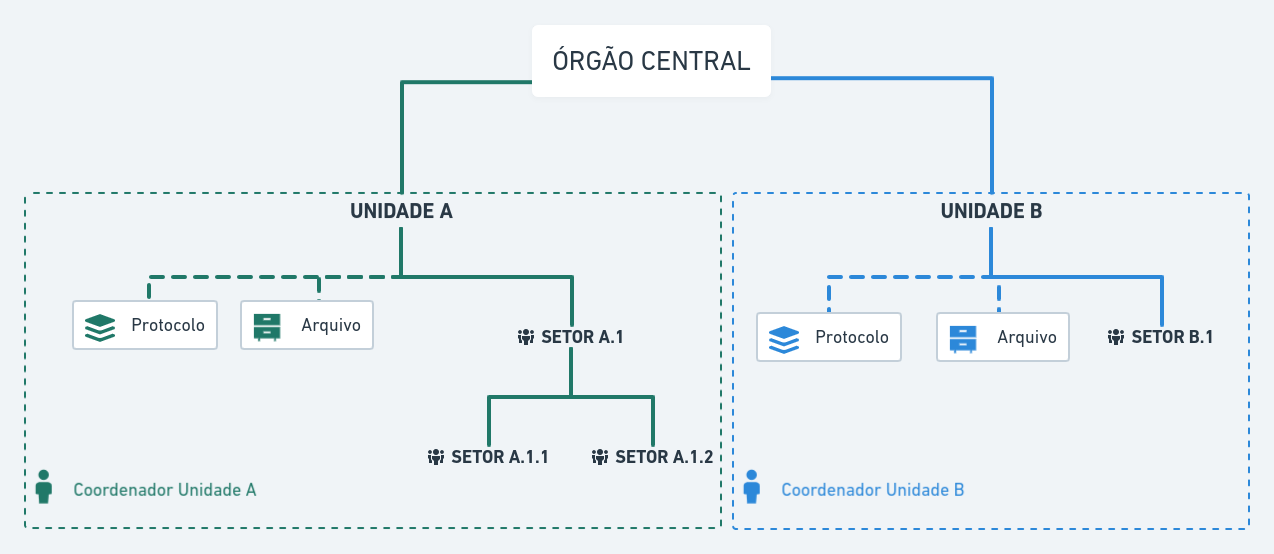 ÓRGÃO CENTRAL
UNIDADE A
Protocolo
Arquivo
SETOR A.1
SETOR A.1.1
SETOR A.1.2
Coordenador Unidade A
UNIDADE B
Protocolo
Arquivo
SETOR B.1
Coordenador Unidade B